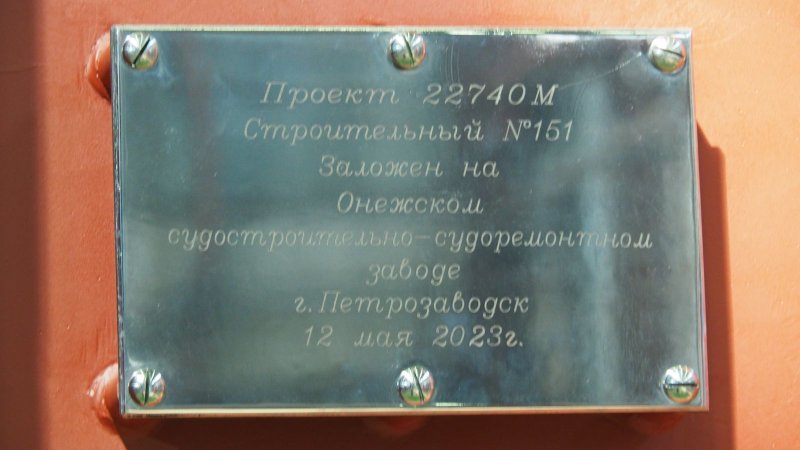 Проект 22740М
Строительный №151
Заложен на
Онежском
судостроительно-судоремонтном
заводе
г. Петрозаводск
12 мая 2023г.